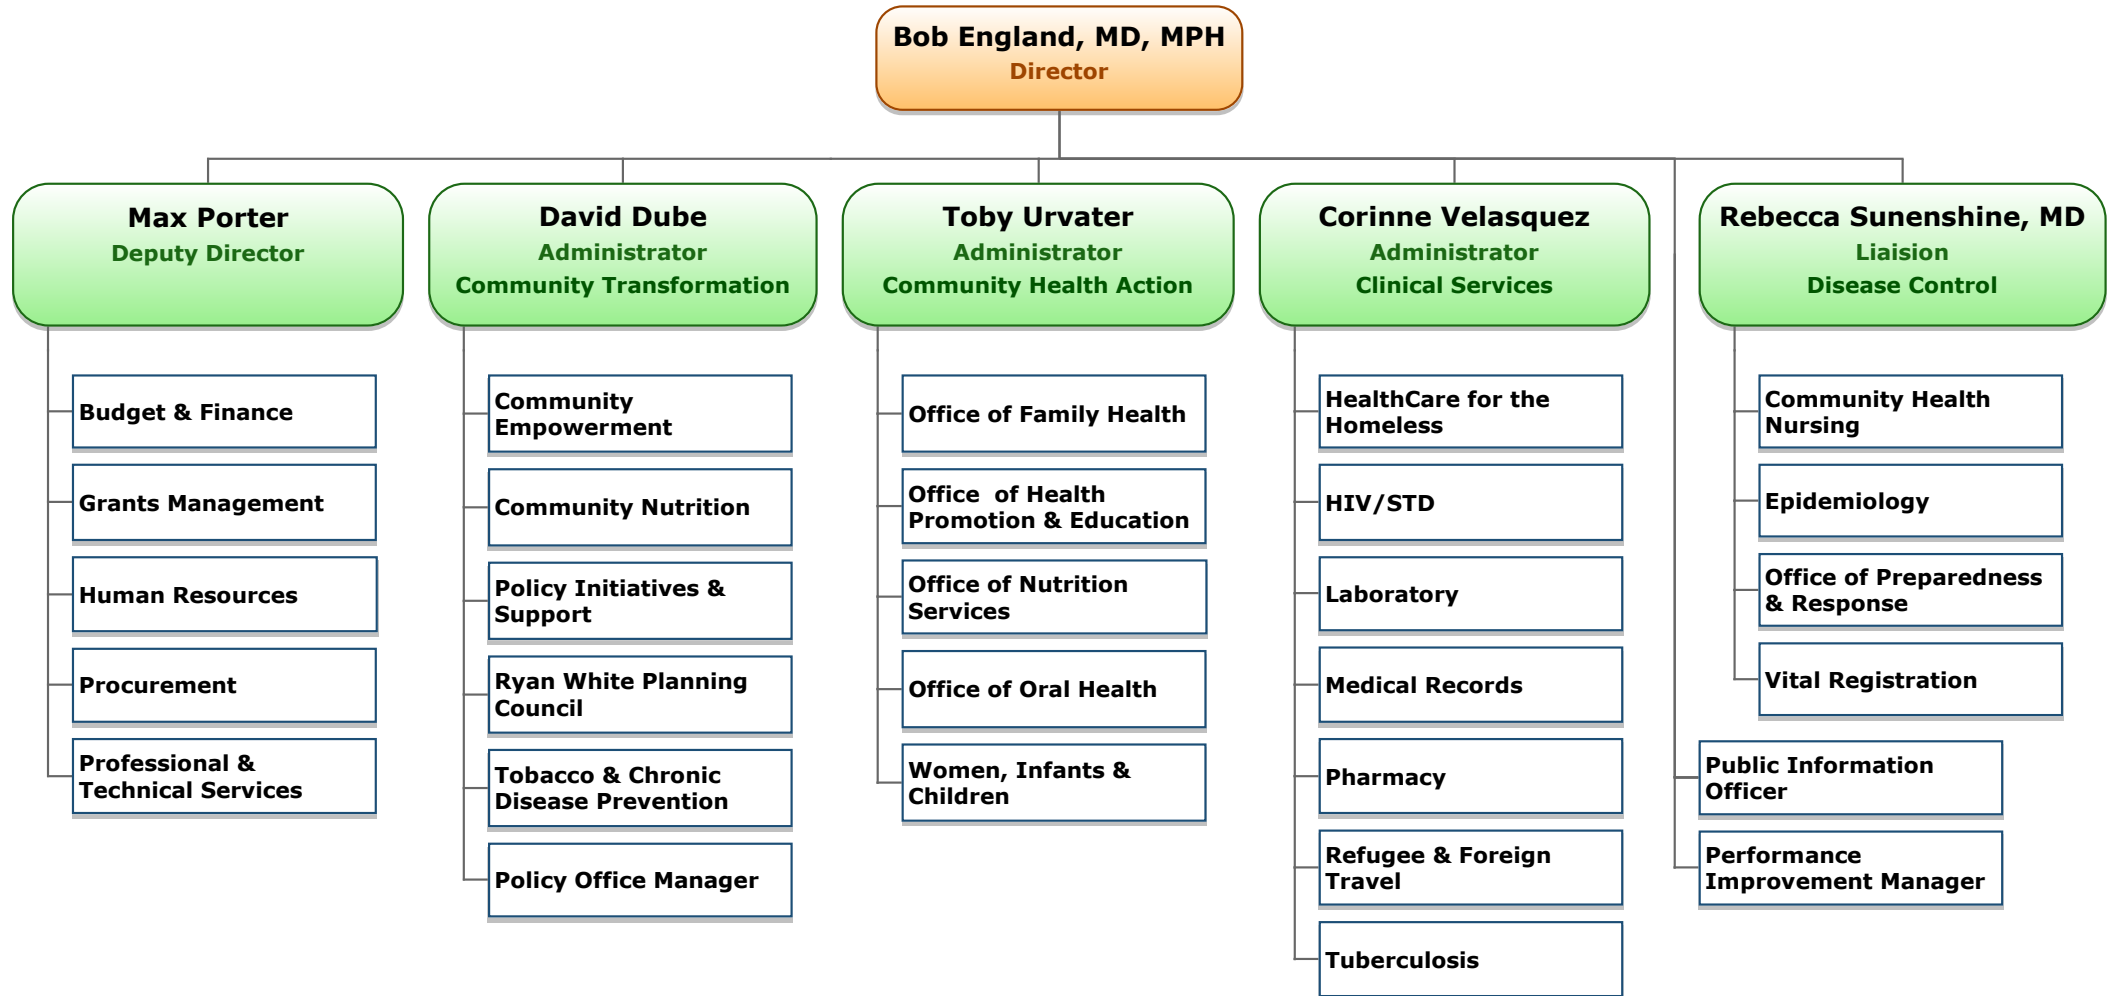 Bob England, MD, MPH
Director
Max Porter
Deputy Director
Budget & Finance
Grants Management
Human Resources
Procurement
Professional &
Technical Services
David Dube
Administrator
Community Transformation
Community
Empowerment
Community Nutrition
Policy Initiatives &
Support
Ryan White Planning
Council
Tobacco & Chronic
Disease Prevention
Policy Office Manager
Toby Urvater
Administrator
Community Health Action
Office of Family Health
Office  of Health
Promotion & Education
Office of Nutrition
Services
Office of Oral Health
Women, Infants &
Children
Corinne Velasquez
Administrator
Clinical Services
HealthCare for the
Homeless
HIV/STD
Laboratory
Medical Records
Pharmacy
Refugee & Foreign
Travel
Tuberculosis
Rebecca Sunenshine, MD
Liaision
Disease Control
Community Health
Nursing
Epidemiology
Office of Preparedness
& Response
Vital Registration
Public Information
Officer
Performance
Improvement Manager